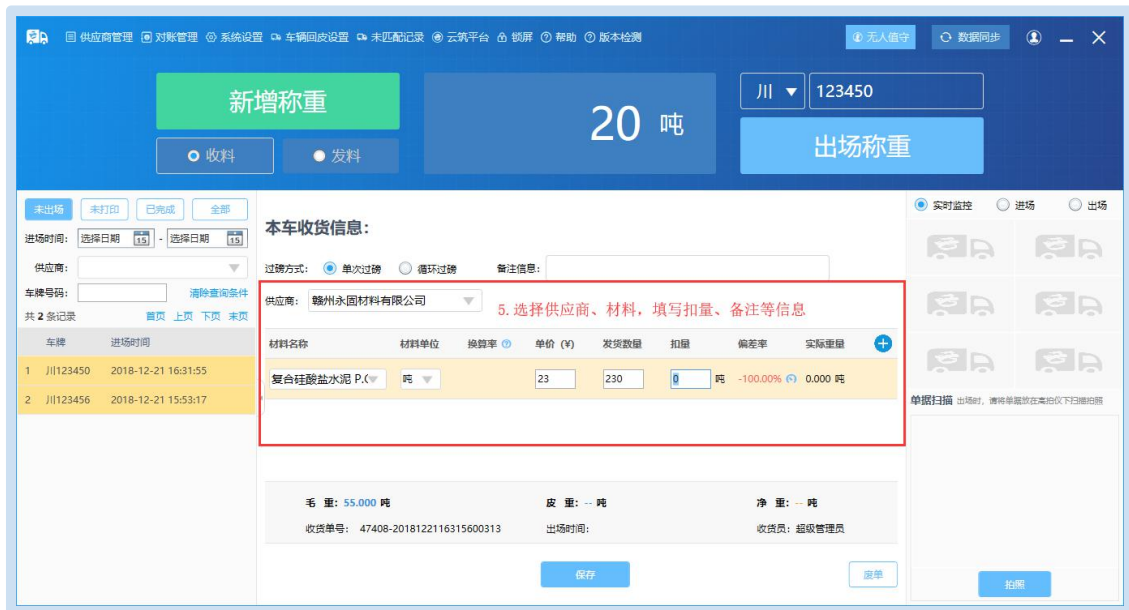 供应商管理 对账管理 系统设置 车辆回皮设置 未匹配记录 云筑平台 锁屏 帮助 版本检测 无人值守 数据同步
新增称重
收料 发料
20 吨
川 123450
出场称重
未出场 未打印 已完成 全部
进场时间: 选择日期 15 - 选择日期 15
供应商:
车牌号码: 清除查询条件
共 2 条记录 首页 上页 下页 末页
车牌 进场时间
1 川123450 2018-12-21 16:31:55
2 川123456 2018-12-21 15:53:17
本车收货信息:
过磅方式: 单次过磅 循环过磅 备注信息:
供应商: 赣州永固材料有限公司
5.选择供应商、材料，填写扣量、备注等信息
材料名称 材料单位 换算率 单价 (¥) 发货数量 扣量 偏差率 实际重量
复合硅酸盐水泥 P.( 吨 23 230 0 吨 -100.00% 0.000 吨
毛 重: 55.000 吨 皮 重: -- 吨 净 重: -- 吨
收货单号: 47408-2018122116315600313 出场时间: 收货员: 超级管理员
保存 废单
实时监控 进场 出场
单据扫描 出场时，请将单据放在高拍仪下扫描拍照
拍照